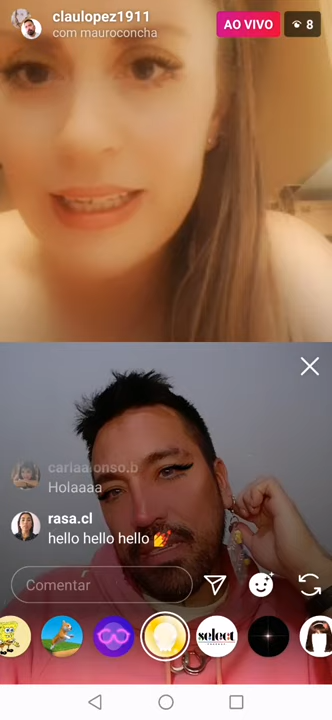 claulopez1911
com mauroconcha
AO VIVO
8
carlaalonso.b
Holaaaa
rasa.cl
hello hello hello
Comentar
select